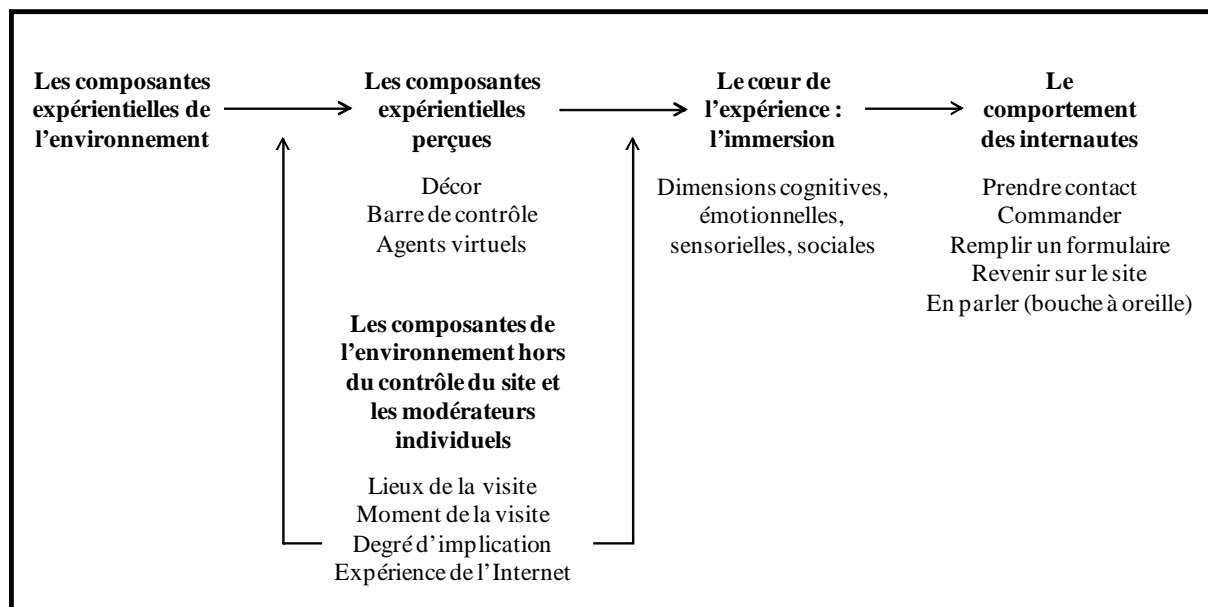 Les composantes
expérientielles de
l’environnement
Les composantes
expérientielles
perçues
Décor
Barre de contrôle
Agents virtuels
Les composantes de
l’environnement hors
du contrôle du site et
les modérateurs
individuels
Lieux de la visite
Moment de la visite
Degré d’implication
Expérience de l’Internet
Le cœur de
l’expérience :
l’immersion
Dimensions cognitives,
émotionnelles,
sensorielles, sociales
Le
comportement
des internautes
Prendre contact
Commander
Remplir un formulaire
Revenir sur le site
En parler (bouche à oreille)